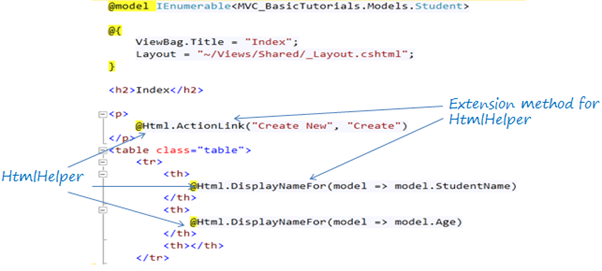 @model IEnumerable<MVC_BasicTutorials.Models.Student>
@{
ViewBag.Title = "Index";
Layout = "~/Views/Shared/_Layout.cshtml";
}
<h2>Index</h2>
<p>
@Html.ActionLink("Create New", "Create")
</p>
<table class="table">
<tr>
<th>
@Html.DisplayNameFor(model => model.StudentName)
</th>
<th>
@Html.DisplayNameFor(model => model.Age)
</th>
<th></th>
</tr>
Extension method for
HtmlHelper
HtmlHelper